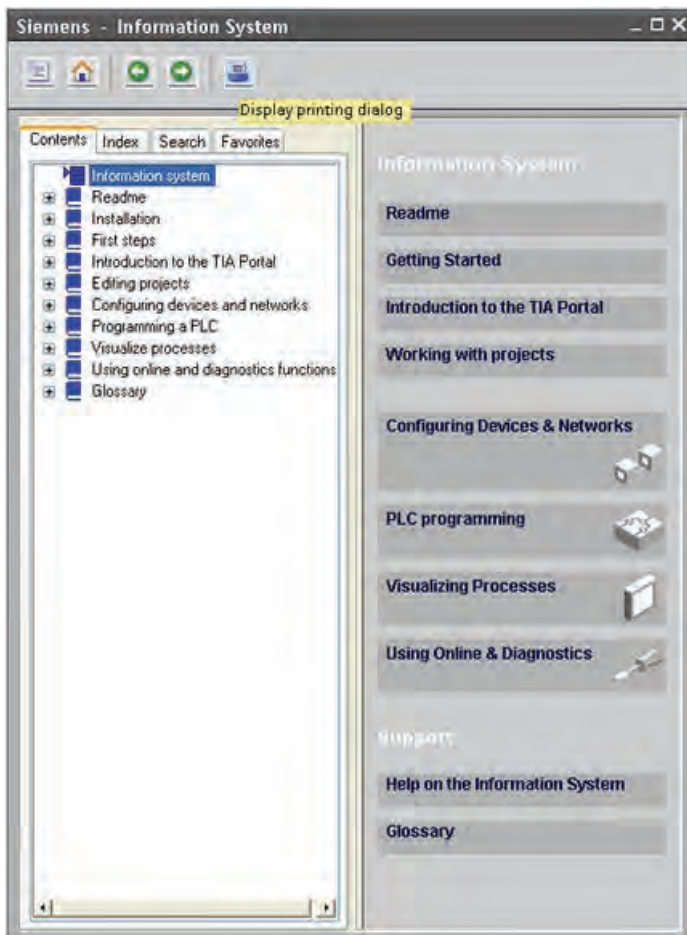 Siemens - Information System
Display printing dialog
Contents Index Search Favorites
Information system
Readme
Installation
First steps
Introduction to the TIA Portal
Editing projects
Configuring devices and networks
Programming a PLC
Visualize processes
Using online and diagnostics functions
Glossary
Information System
Readme
Getting Started
Introduction to the TIA Portal
Working with projects
Configuring Devices & Networks
PLC programming
Visualizing Processes
Using Online & Diagnostics
Support
Help on the Information System
Glossary